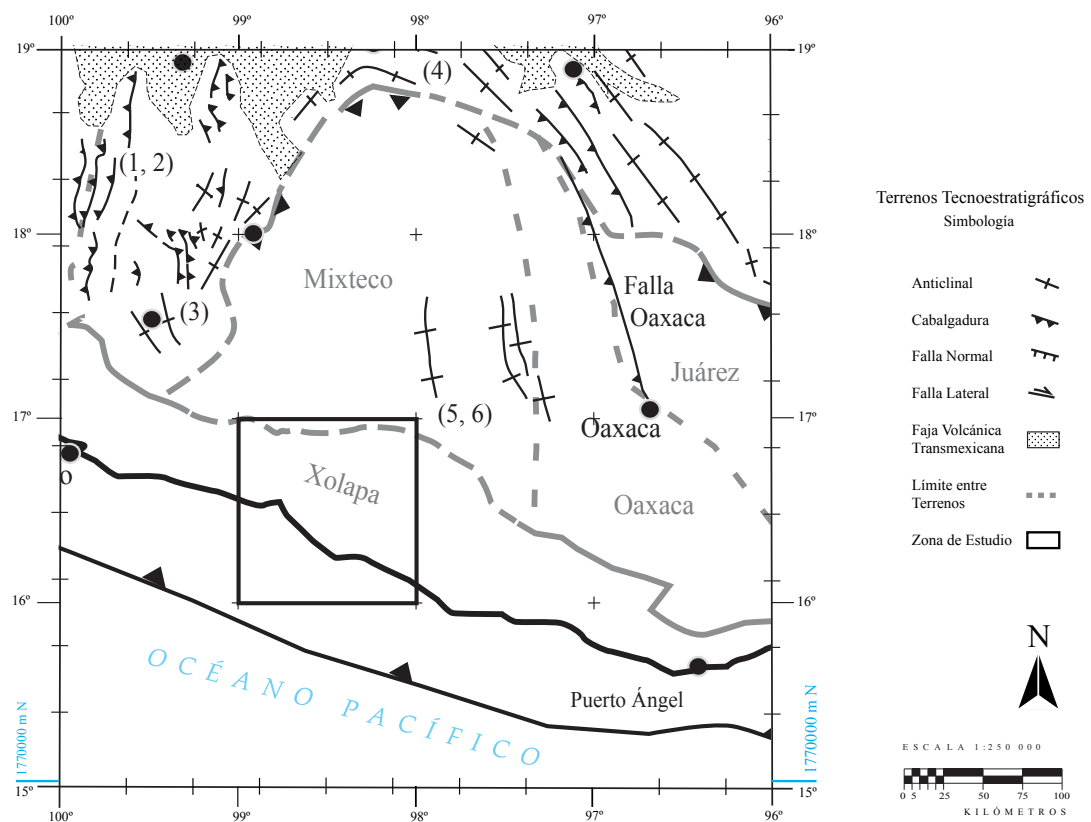 100º
99º
98º
97º
96º
19º
19º
(4)
(1, 2)
18º
18º
Mixteco
Falla
Oaxaca
(3)
Juárez
(5, 6)
17º
17º
Oaxaca
o
Xolapa
Oaxaca
16º
16º
OCÉANO PACÍFICO
Puerto Ángel
1770000 m N
1770000 m N
15º
15º
100º
99º
98º
97º
96º
Terrenos Tecnoestratigráficos
Simbología
Anticlinal
Cabalgadura
Falla Normal
Falla Lateral
Faja Volcánica
Transmexicana
Límite entre
Terrenos
Zona de Estudio
N
ESCALA 1:250 000
0 5 25 50 75 100
KILÓMETROS